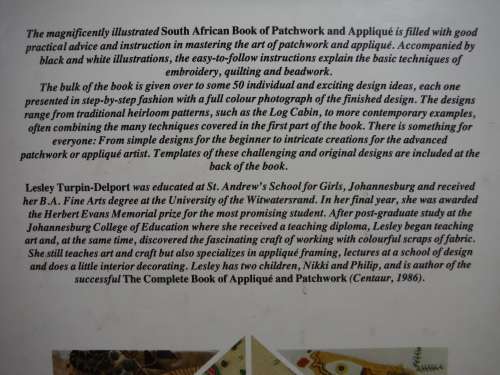 The magnificently illustrated South African Book of Patchwork and Appliqué is filled with good
practical advice and instruction in mastering the art of patchwork and appliqué. Accompanied by
black and white illustrations, the easy-to-follow instructions explain the basic techniques of
embroidery, quilting and beadwork.
The bulk of the book is given over to some 50 individual and exciting design ideas, each one
presented in step-by-step fashion with a full colour photograph of the finished design. The designs
range from traditional heirloom patterns, such as the Log Cabin, to more contemporary examples,
often combining the many techniques covered in the first part of the book. There is something for
everyone: From simple designs for the beginner to intricate creations for the advanced
patchwork or appliqué artist. Templates of these challenging and original designs are included at the
back of the book.
Lesley Turpin-Delport was educated at St. Andrew's School for Girls, Johannesburg and received
her B.A. Fine Arts degree at the University of the Witwatersrand. In her final year, she was awarded
the Herbert Evans Memorial prize for the most promising student. After post-graduate study at the
Johannesburg College of Education where she received a teaching diploma, Lesley began teaching
art and, at the same time, discovered the fascinating craft of working with colourful scraps of fabric.
She still teaches art and craft but also specializes in appliqué framing, lectures at a school of design
and does a little interior decorating. Lesley has two children, Nikki and Philip, and is author of the
successful The Complete Book of Appliqué and Patchwork (Centaur, 1986).